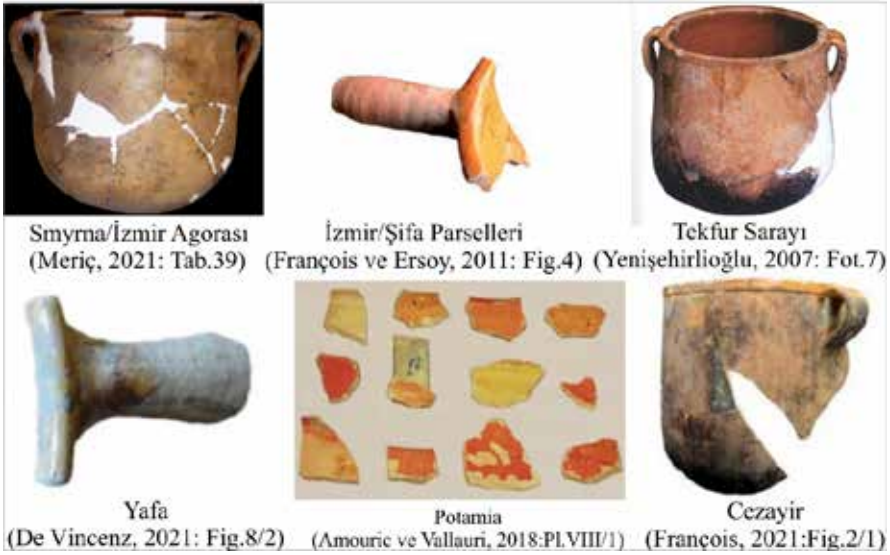 Smyrna/İzmir Agorası
(Meriç, 2021: Tab.39)
İzmir/Şifa Parselleri
(François ve Ersoy, 2011: Fig.4)
Tekfur Sarayı
(Yenişehirlioğlu, 2007: Fot.7)
Yafa
(De Vincenz, 2021: Fig.8/2)
Potamia
(Amouric ve Vallauri, 2018:Pl.VIII/1)
Cezayir
(François, 2021:Fig.2/1)